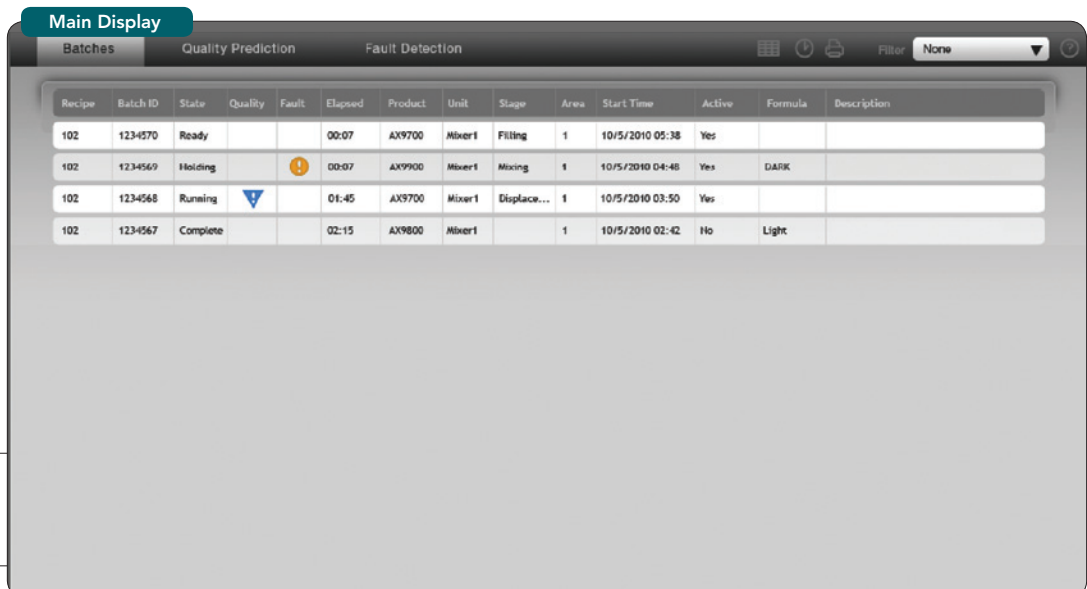 Main Display
Batches Quality Prediction Fault Detection Filter None ?
Recipe Batch ID State Quality Fault Elapsed Product Unit Stage Area Start Time Active Formula Description
102 1234570 Ready 00:07 AX9700 Mixer1 Filling 1 10/5/2010 05:38 Yes
102 1234569 Holding ! 00:07 AX9900 Mixer1 Mixing 1 10/5/2010 04:48 Yes DARK
102 1234568 Running ! 01:45 AX9700 Mixer1 Displace... 1 10/5/2010 03:50 Yes
102 1234567 Complete 02:15 AX9800 Mixer1 1 10/5/2010 02:42 No Light